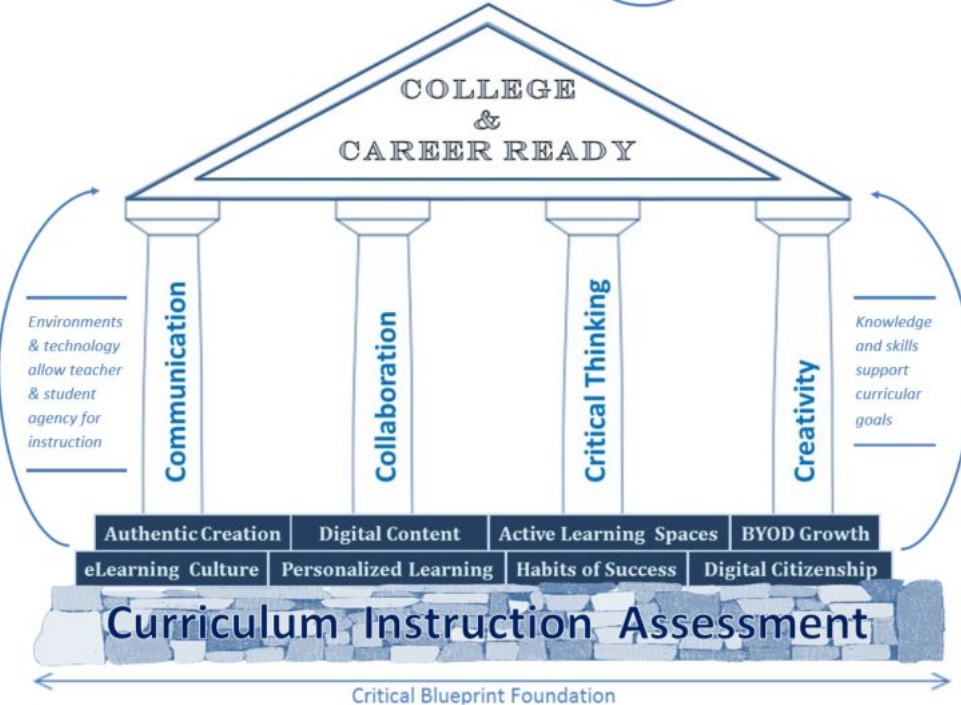 COLLEGE
&
CAREER READY
Environments
& technology
allow teacher
& student
agency for
instruction
Communication
Collaboration
Critical Thinking
Creativity
Knowledge
and skills
support
curricular
goals
Authentic Creation
Digital Content
Active Learning Spaces
BYOD Growth
eLearning Culture
Personalized Learning
Habits of Success
Digital Citizenship
Curriculum Instruction Assessment
Critical Blueprint Foundation